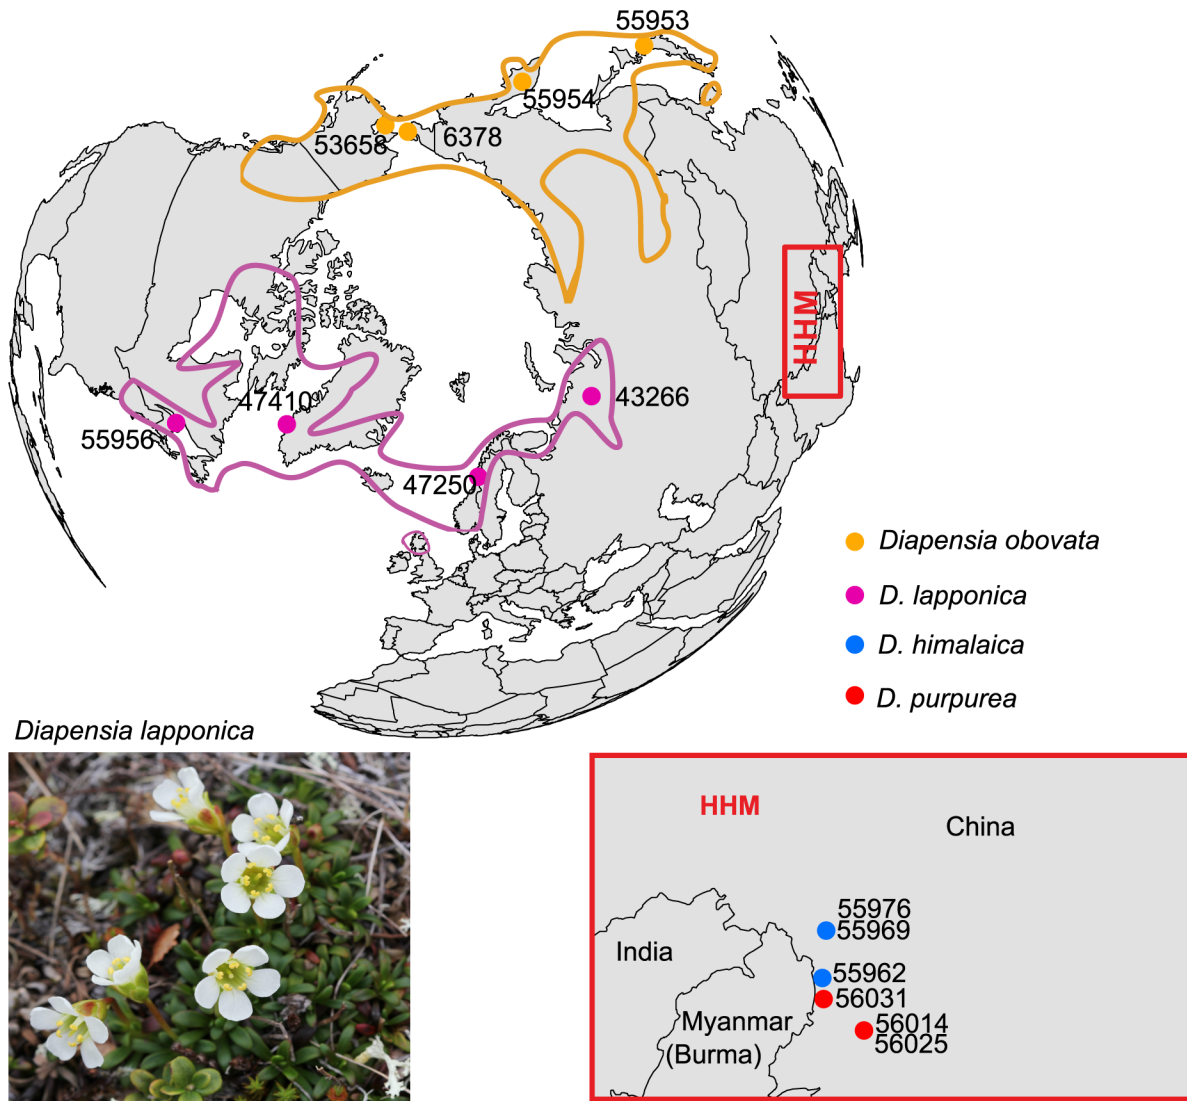 55953
55954
53658
6378
HHM
47410
43266
55956
47250
Diapensia obovata
D. lapponica
D. himalaica
D. purpurea
Diapensia lapponica
HHM
China
55976
55969
India
55962
56031
Myanmar
(Burma)
56014
56025